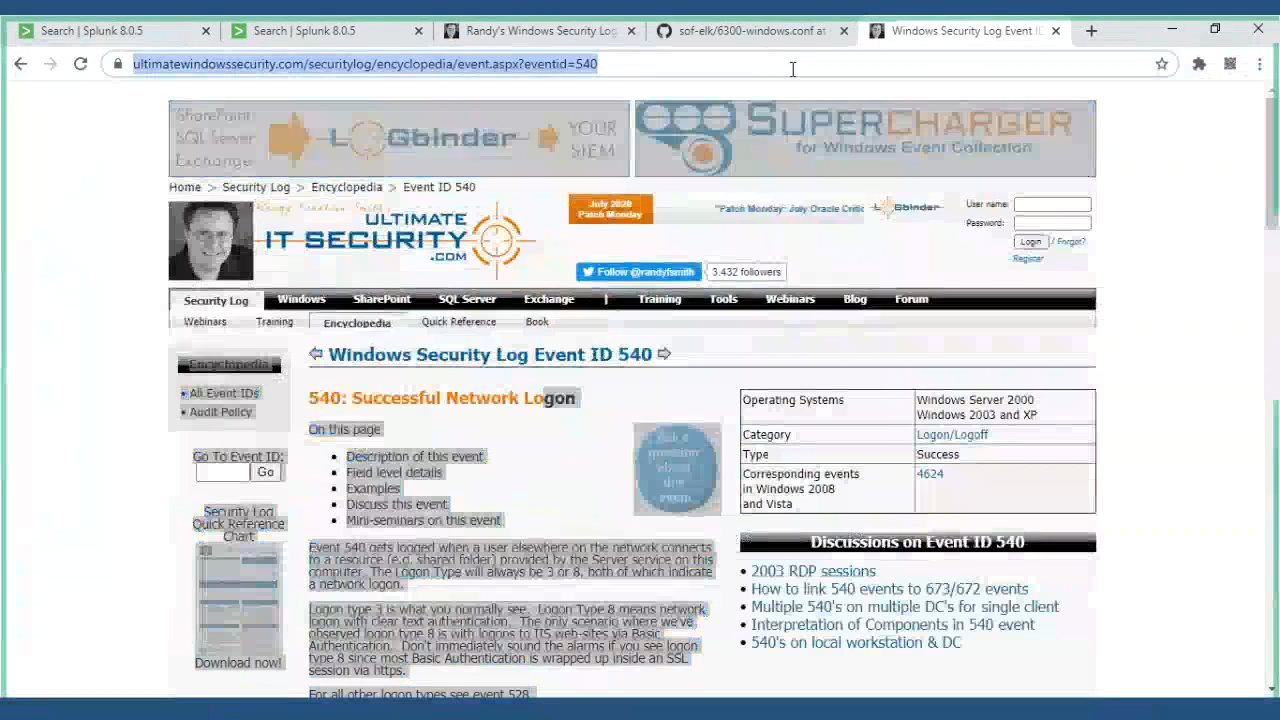 Search | Splunk 8.0.5
Search | Splunk 8.0.5
Randy's Windows Security Log
sof-elk/6300-windows.conf at
Windows Security Log Event ID
ultimatewindowssecurity.com/securitylog/encyclopedia/event.aspx?eventid=540
SharePoint
SQL Server
Exchange
LOGbinder
YOUR
SIEM
SUPERCHARGER
for Windows Event Collection
Home > Security Log > Encyclopedia > Event ID 540
ULTIMATE
IT SECURITY
.COM
July 2020
Patch Monday
"Patch Monday: July Oracle Critic
LOGbinder
User name:
Password:
Login / Forgot?
Register
Follow @randyfsmith
3,432 followers
Security Log Windows SharePoint SQL Server Exchange | Training Tools Webinars Blog Forum
Webinars Training Encyclopedia Quick Reference Book
Encyclopedia
• All Event IDs
• Audit Policy
Go To Event ID:
Go
Security Log
Quick Reference
Chart
Download now!
Windows Security Log Event ID 540
540: Successful Network Logon
On this page
• Description of this event
• Field level details
• Examples
• Discuss this event
• Mini-seminars on this event
Ask a
question
about
this
event
Event 540 gets logged when a user elsewhere on the network connects
to a resource (e.g. shared folder) provided by the Server service on this
computer. The Logon Type will always be 3 or 8, both of which indicate
a network logon.
Logon type 3 is what you normally see. Logon Type 8 means network
logon with clear text authentication. The only scenario where we've
observed logon type 8 is with logons to IIS web-sites via Basic
Authentication. Don't immediately sound the alarms if you see logon
type 8 since most Basic Authentication is wrapped up inside an SSL
session via https.
For all other logon types see event 528.
Operating Systems Windows Server 2000
Windows 2003 and XP
Category Logon/Logoff
Type Success
Corresponding events 4624
in Windows 2008
and Vista
Discussions on Event ID 540
• 2003 RDP sessions
• How to link 540 events to 673/672 events
• Multiple 540's on multiple DC's for single client
• Interpretation of Components in 540 event
• 540's on local workstation & DC